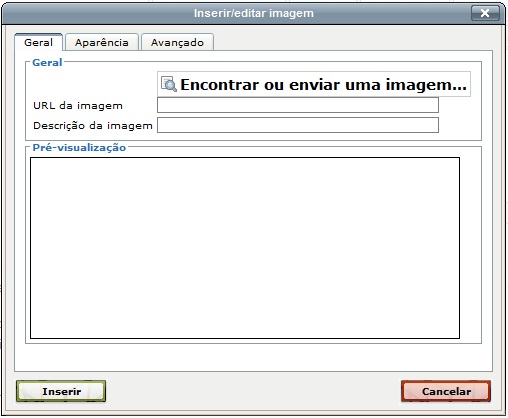 Inserir/editar imagem
Geral
Aparência
Avançado
Geral
Encontrar ou enviar uma imagem...
URL da imagem
Descrição da imagem
Pré-visualização
Inserir
Cancelar